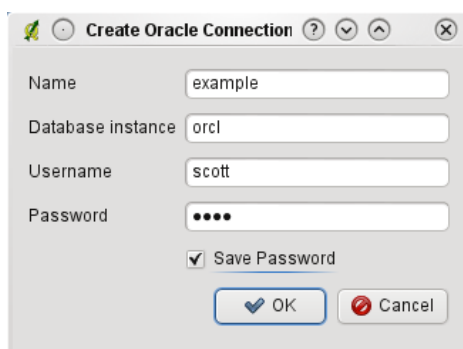 Create Oracle Connection
Name example
Database instance orcl
Username scott
Password ••••
Save Password
OK Cancel